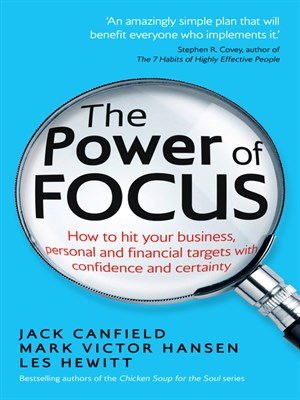 ‘An amazingly simple plan that will
benefit everyone who implements it.’
Stephen R. Covey, author of
The 7 Habits of Highly Effective People
The
Power of
FOCUS
How to hit your business,
personal and financial targets with
confidence and certainty
JACK CANFIELD
MARK VICTOR HANSEN
LES HEWITT
Bestselling authors of the Chicken Soup for the Soul series